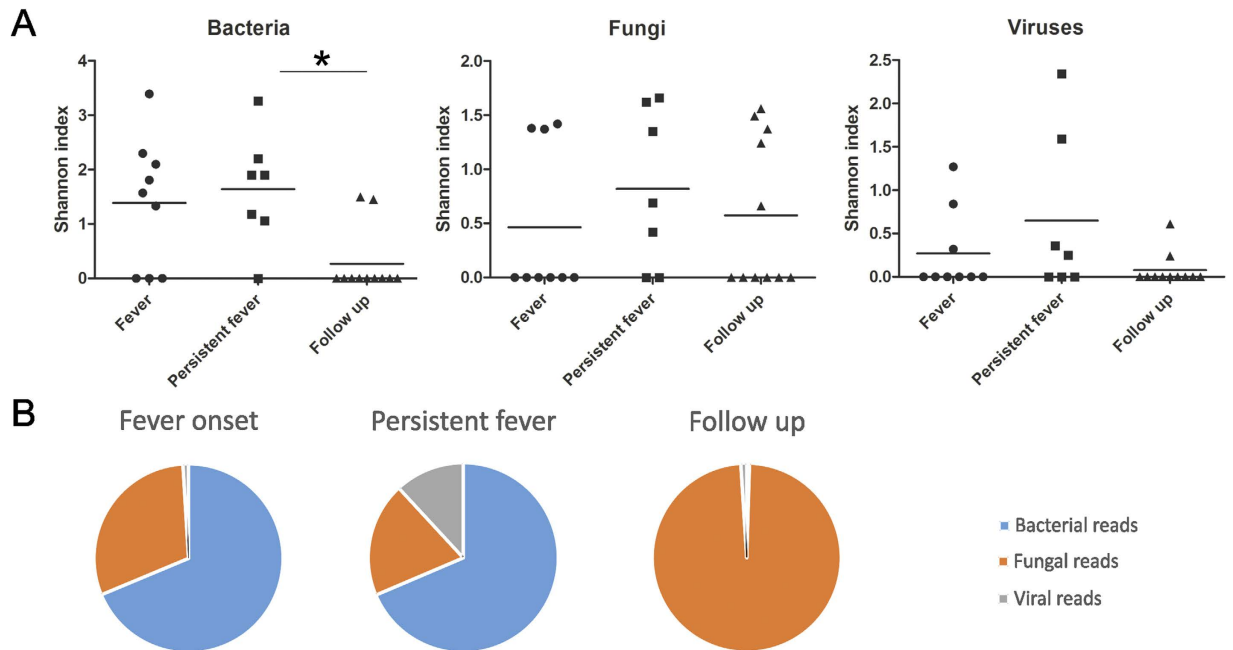 A
Bacteria
Shannon index
4
3
2
1
0
*
Fever
Persistent fever
Follow up
Fungi
Shannon index
2.0
1.5
1.0
0.5
0.0
Fever
Persistent fever
Follow up
Viruses
Shannon index
2.5
2.0
1.5
1.0
0.5
0.0
Fever
Persistent fever
Follow up
B
Fever onset
Persistent fever
Follow up
Bacterial reads
Fungal reads
Viral reads